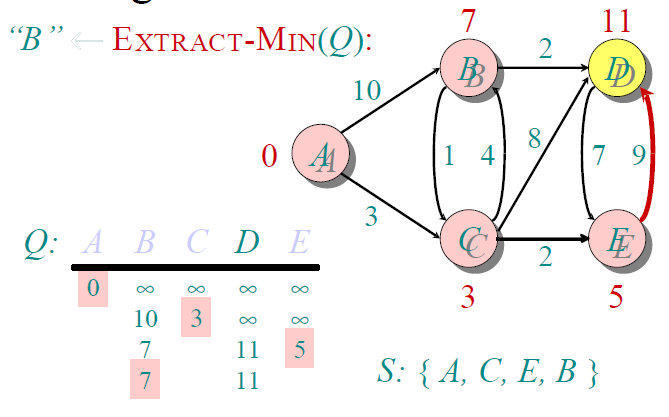 “B” ← EXTRACT-MIN(Q):
7 11
B 2 D
10
0 A 1 4 8 7 9
3
C 2 E
3 5
Q: A B C D E
0 ∞ ∞ ∞ ∞
10 3 ∞ ∞
7 11 5
7 11
S: { A, C, E, B }